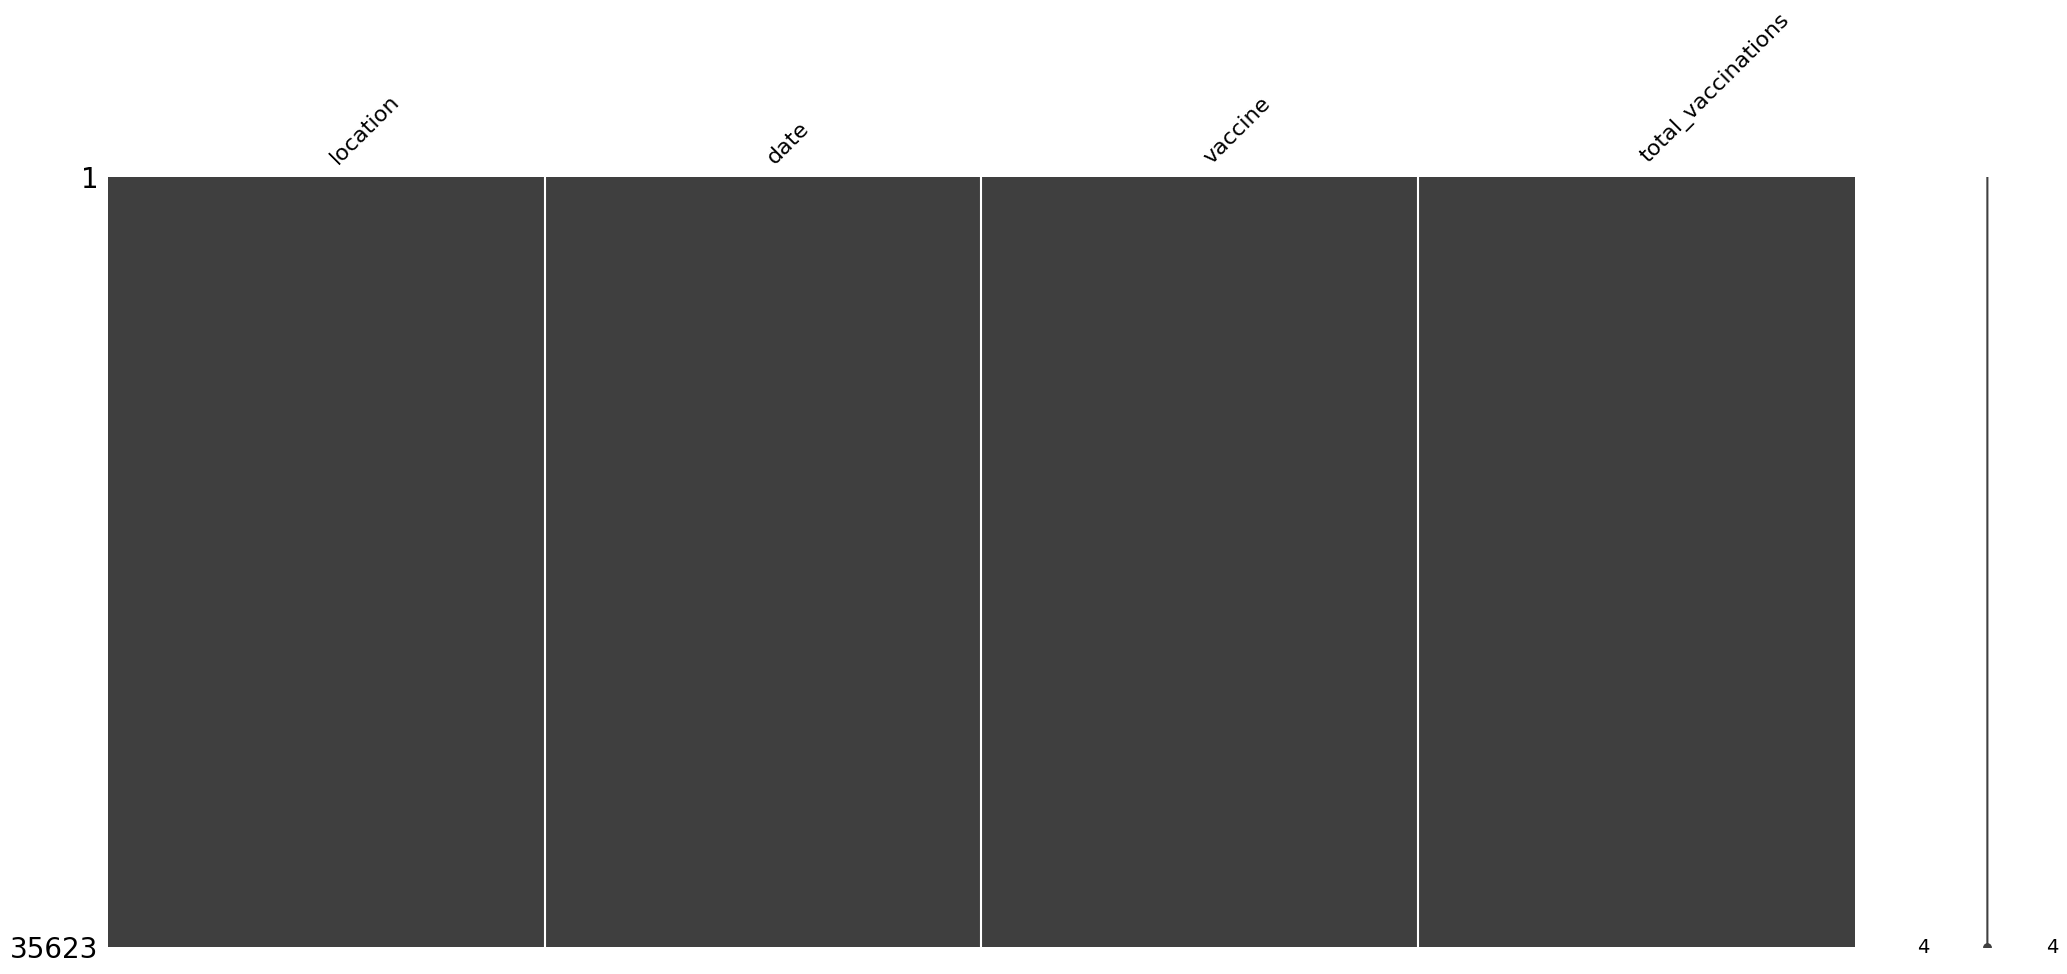 location
date
vaccine
total_vaccinations
1
35623
4
4